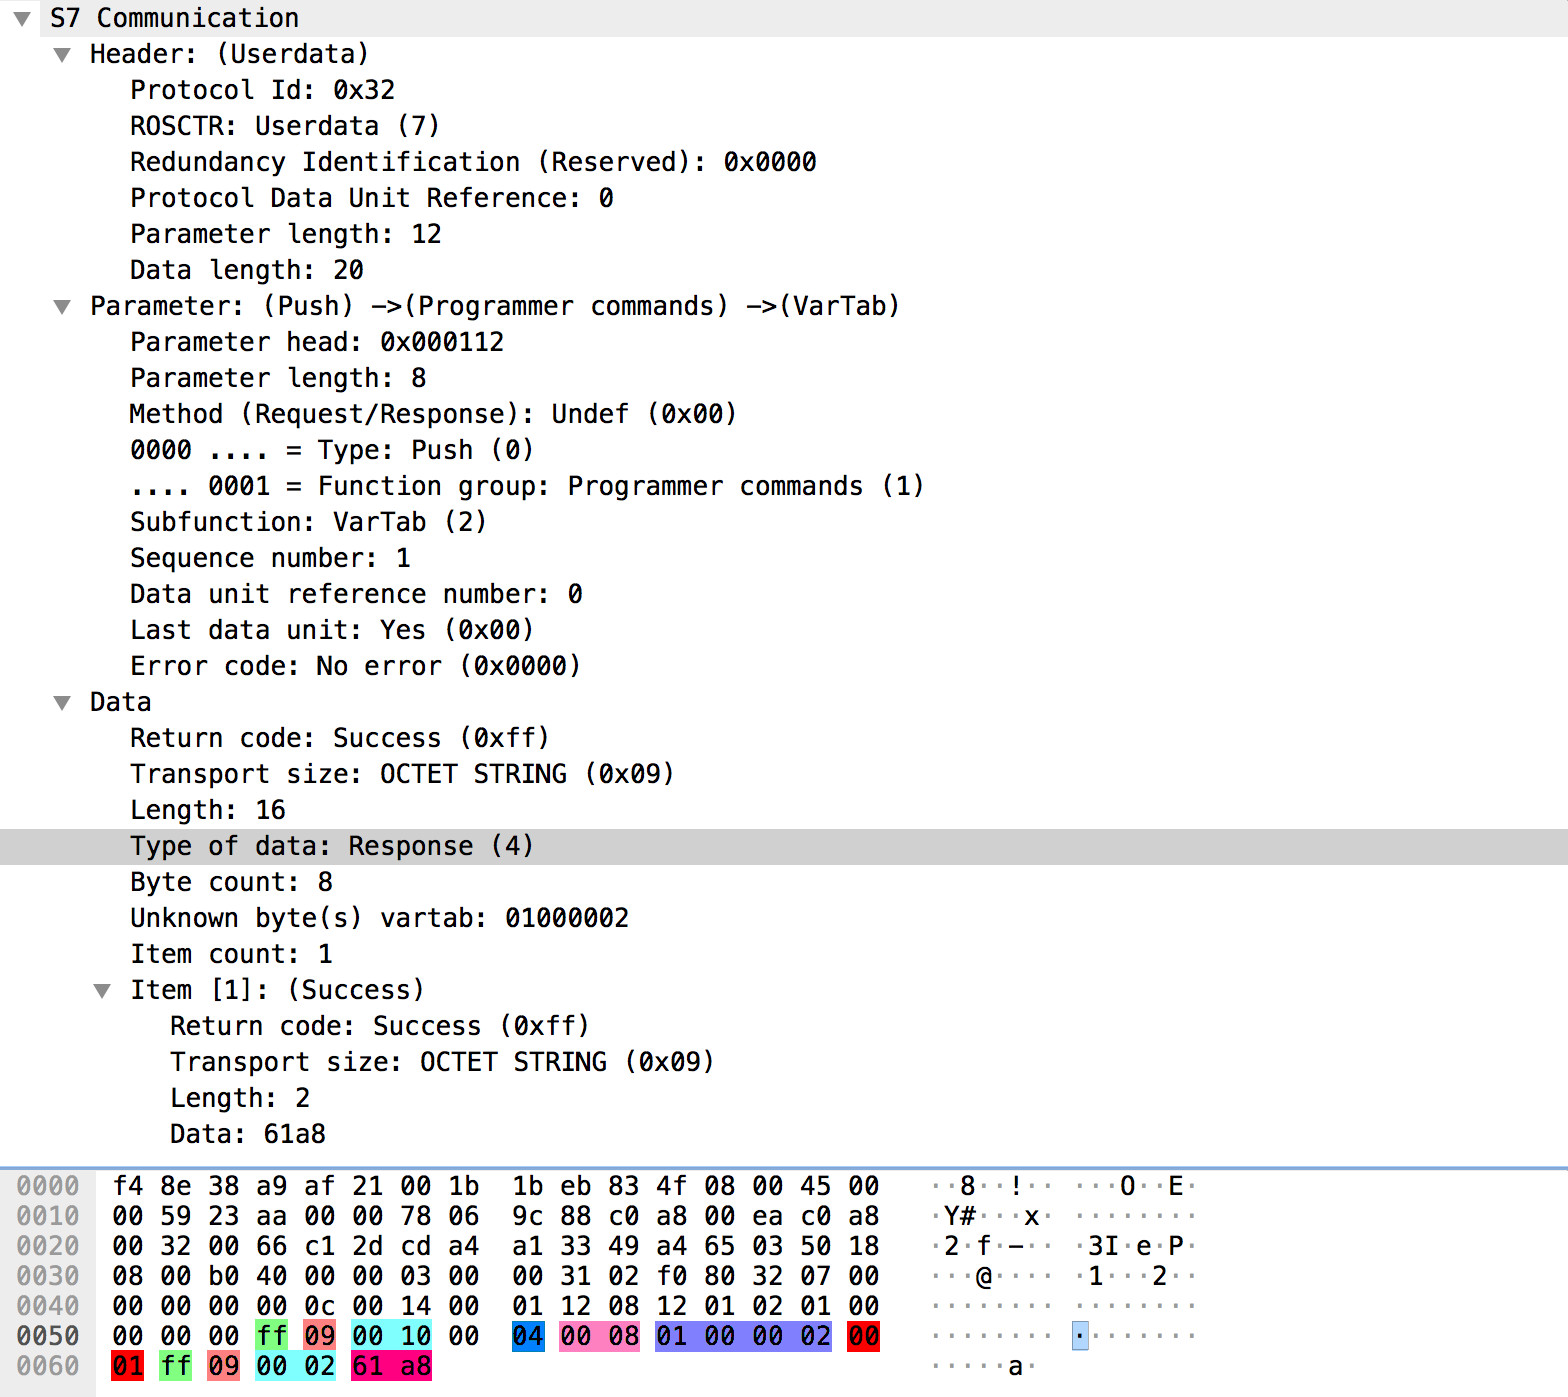 S7 Communication
Header: (Userdata)
Protocol Id: 0x32
ROSCTR: Userdata (7)
Redundancy Identification (Reserved): 0x0000
Protocol Data Unit Reference: 0
Parameter length: 12
Data length: 20
Parameter: (Push) —>(Programmer commands) —>(VarTab)
Parameter head: 0x000112
Parameter length: 8
Method (Request/Response): Undef (0x00)
0000 .... = Type: Push (0)
.... 0001 = Function group: Programmer commands (1)
Subfunction: VarTab (2)
Sequence number: 1
Data unit reference number: 0
Last data unit: Yes (0x00)
Error code: No error (0x0000)
Data
Return code: Success (0xff)
Transport size: OCTET STRING (0x09)
Length: 16
Type of data: Response (4)
Byte count: 8
Unknown byte(s) vartab: 01000002
Item count: 1
Item [1]: (Success)
Return code: Success (0xff)
Transport size: OCTET STRING (0x09)
Length: 2
Data: 61a8
0000 f4 8e 38 a9 af 21 00 1b 1b eb 83 4f 08 00 45 00 ··8··!·· ···O··E·
0010 00 59 23 aa 00 00 78 06 9c 88 c0 a8 00 ea c0 a8 ·Y#···x· ········
0020 00 32 00 66 c1 2d cd a4 a1 33 49 a4 65 03 50 18 ·2·f·–·· ·3I·e·P·
0030 08 00 b0 40 00 00 03 00 00 31 02 f0 80 32 07 00 ···@···· ·1···2··
0040 00 00 00 00 0c 00 14 00 01 12 08 12 01 02 01 00 ········ ········
0050 00 00 00 ff 09 00 10 00 04 00 08 01 00 00 02 00 ········ ········
0060 01 ff 09 00 02 61 a8 ·····a·